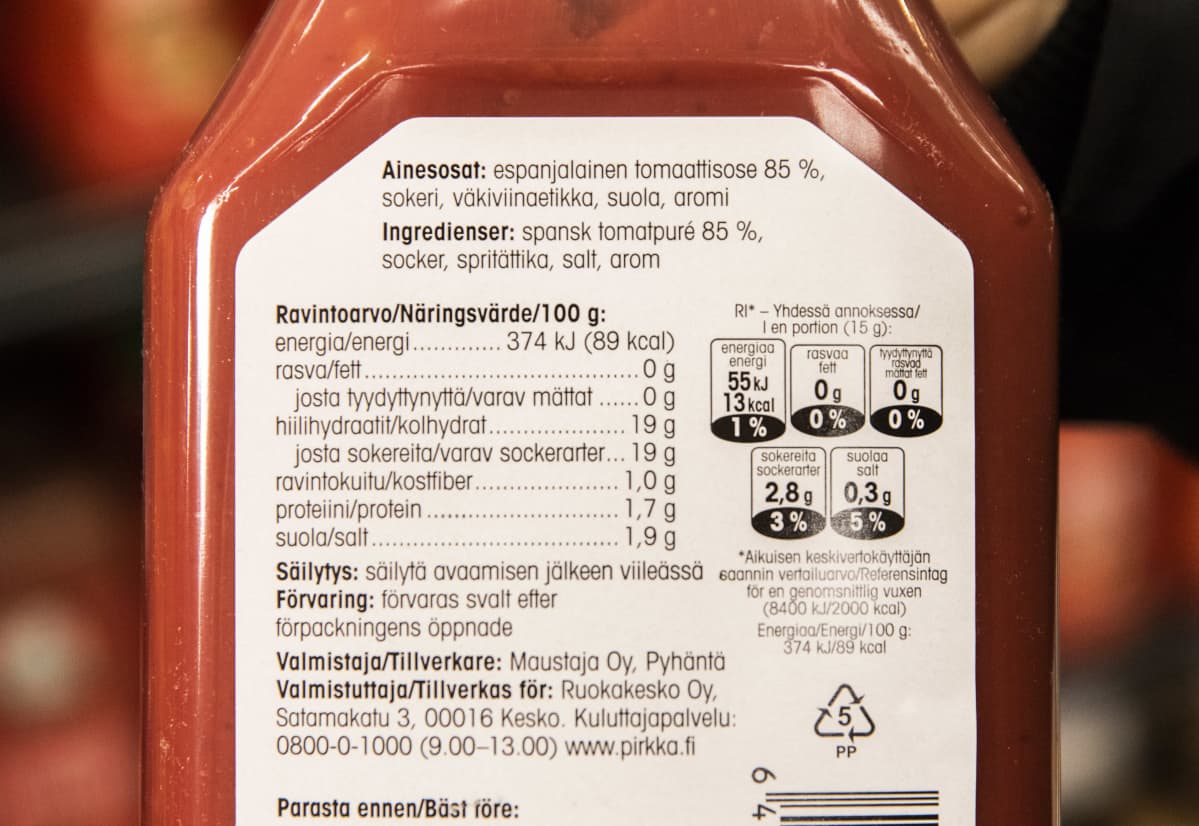 Ainesosat: espanjalainen tomaattisose 85 %,
sokeri, väkiviinaetikka, suola, aromi
Ingredienser: spansk tomatpuré 85 %,
socker, spritättika, salt, arom
Ravintoarvo/Näringsvärde/100 g:
energia/energi............. 374 kJ (89 kcal)
rasva/fett........................................0 g
josta tyydyttynyttä/varav mättat ......0 g
hiilihydraatit/kolhydrat.................... 19 g
josta sokereita/varav sockerarter... 19 g
ravintokuitu/kostfiber..................... 1,0 g
proteiini/protein ............................ 1,7 g
suola/salt..................................... 1,9 g
Säilytys: säilytä avaamisen jälkeen viileässä
Förvaring: förvaras svalt efter
förpackningens öppnade
Valmistaja/Tillverkare: Maustaja Oy, Pyhäntä
Valmistuttaja/Tillverkas för: Ruokakesko Oy,
Satamakatu 3, 00016 Kesko. Kuluttajapalvelu:
0800-0-1000 (9.00–13.00) www.pirkka.fi
Parasta ennen/Bäst före:
RI* – Yhdessä annoksessa/
I en portion (15 g):
energiaa
energi
55 kJ
13 kcal
1 %
rasvaa
fett
0 g
0 %
tyydyttynyttä
rasvaa
mättat fett
0 g
0 %
sokereita
sockerarter
2,8 g
3 %
suolaa
salt
0,3 g
5 %
*Aikuisen keskivertokäyttäjän
saannin vertailuarvo/Referensintag
för en genomsnittlig vuxen
(8400 kJ/2000 kcal)
Energiaa/Energi/100 g:
374 kJ/89 kcal
5
PP
6 4